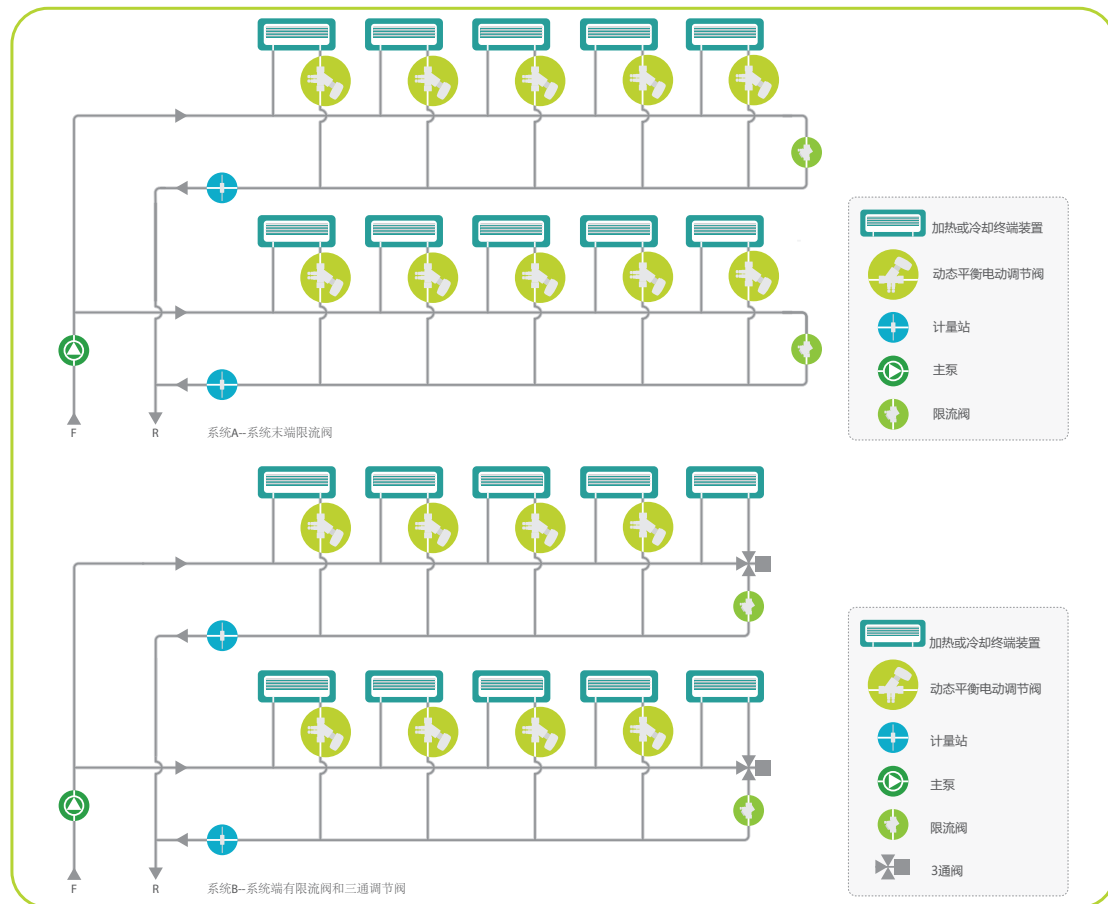 加热或冷却终端装置
动态平衡电动调节阀
计量站
主泵
限流阀
F
R
系统A--系统末端限流阀
加热或冷却终端装置
动态平衡电动调节阀
计量站
主泵
限流阀
3通阀
F
R
系统B--系统端有限流阀和三通调节阀